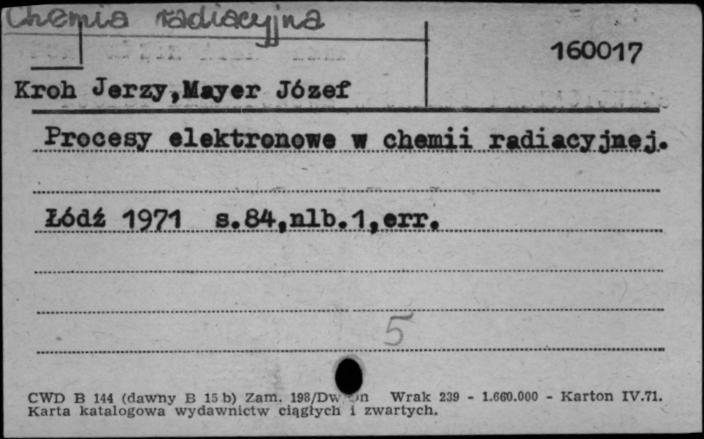 Chemia radiacyjna
160017
Kroh Jerzy,Mayer Józef
Procesy elektronowe w chemii radiacyjnej.
Łódź 1971 s.84,nlb.1,err.
5
CWD B 144 (dawny B 15 b) Zam. 198/Dw Wrak 239 - 1.660.000 - Karton IV.71.
Karta katalogowa wydawnictw ciągłych i zwartych.